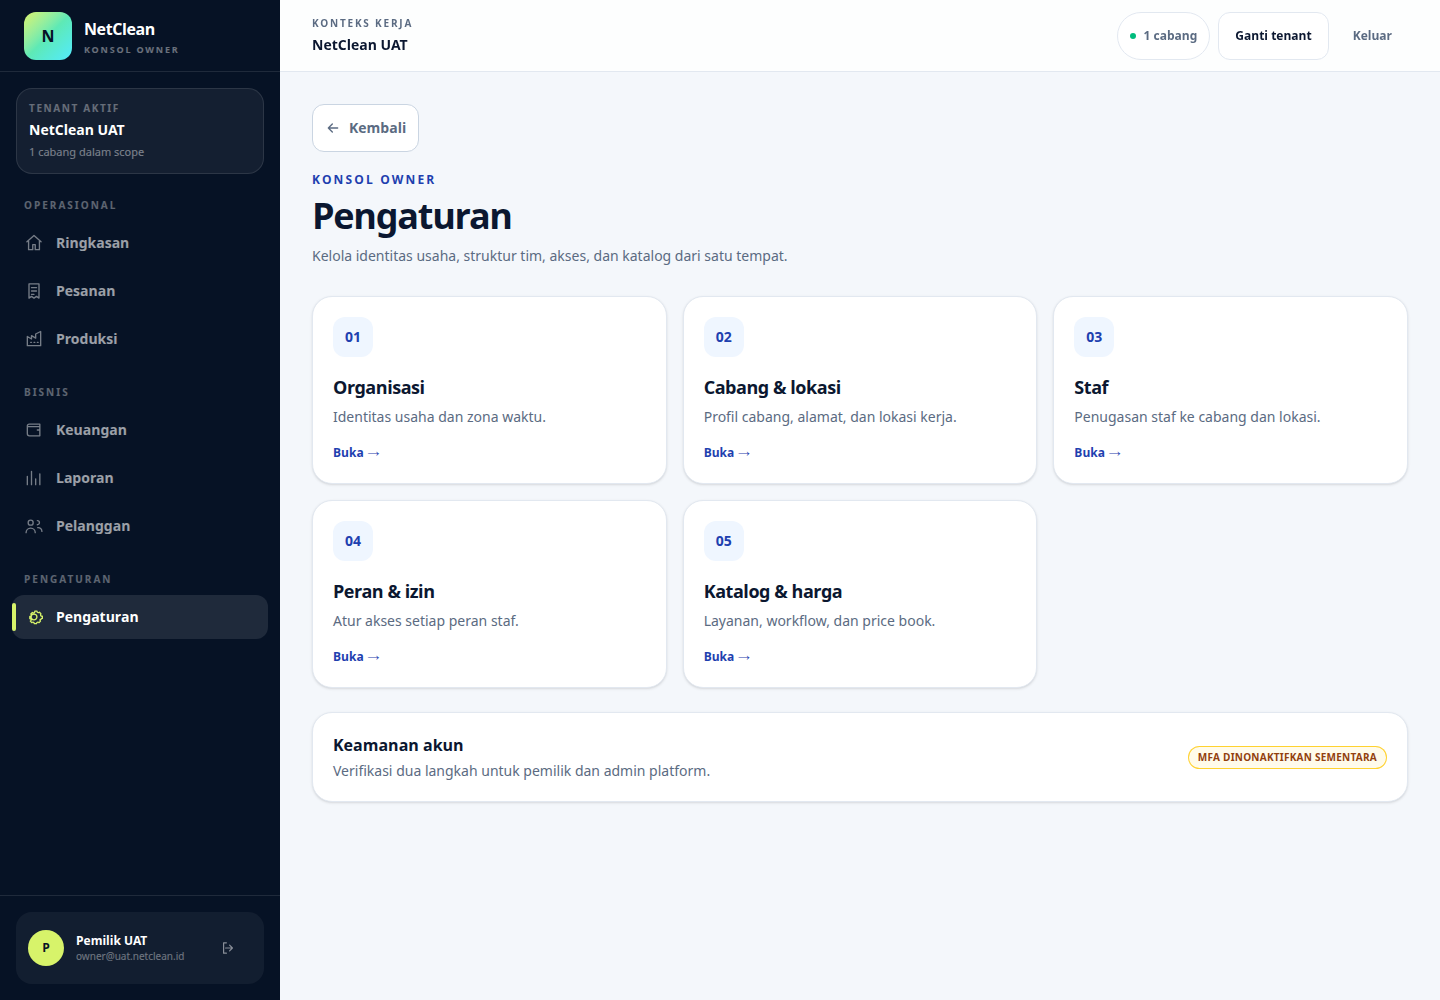 N
NetClean
KONSOL OWNER
TENANT AKTIF
NetClean UAT
1 cabang dalam scope
OPERASIONAL
Ringkasan
Pesanan
Produksi
BISNIS
Keuangan
Laporan
Pelanggan
PENGATURAN
Pengaturan
P
Pemilik UAT
owner@uat.netclean.id
KONTEKS KERJA
NetClean UAT
1 cabang
Ganti tenant
Keluar
← Kembali
KONSOL OWNER
Pengaturan
Kelola identitas usaha, struktur tim, akses, dan katalog dari satu tempat.
01
Organisasi
Identitas usaha dan zona waktu.
Buka →
02
Cabang & lokasi
Profil cabang, alamat, dan lokasi kerja.
Buka →
03
Staf
Penugasan staf ke cabang dan lokasi.
Buka →
04
Peran & izin
Atur akses setiap peran staf.
Buka →
05
Katalog & harga
Layanan, workflow, dan price book.
Buka →
Keamanan akun
Verifikasi dua langkah untuk pemilik dan admin platform.
MFA DINONAKTIFKAN SEMENTARA